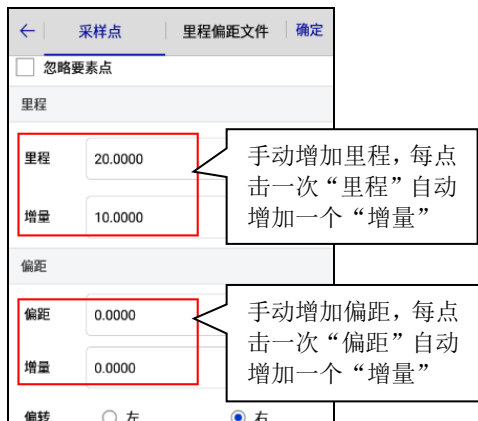 ← 采样点 里程偏距文件 确定
忽略要素点
里程
里程 20.0000
增量 10.0000
手动增加里程，每点
击一次“里程”自动
增加一个“增量”
偏距
偏距 0.0000
增量 0.0000
手动增加偏距，每点
击一次“偏距”自动
增加一个“增量”
偏转 左 右